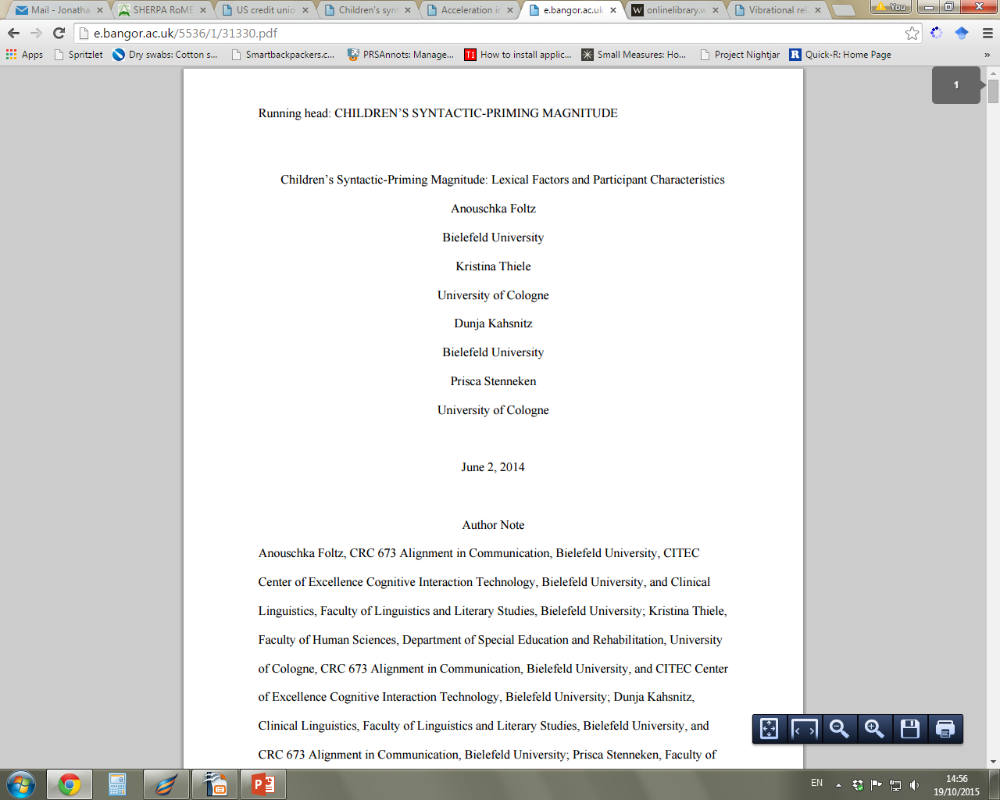 Mail - Jonatha
SHERPA RoME
US credit unio
Children's synt
Acceleration in
e.bangor.ac.uk
onlinelibrary.w
Vibrational rel
You
e.bangor.ac.uk/5536/1/31330.pdf
Apps
Spritzlet
Dry swabs: Cotton s...
Smartbackpackers.c...
PRSAnnots: Manage...
T1 How to install applic...
Small Measures: Ho...
Project Nightjar
R Quick-R: Home Page
»
1
Running head: CHILDREN’S SYNTACTIC-PRIMING MAGNITUDE
Children’s Syntactic-Priming Magnitude: Lexical Factors and Participant Characteristics
Anouschka Foltz
Bielefeld University
Kristina Thiele
University of Cologne
Dunja Kahsnitz
Bielefeld University
Prisca Stenneken
University of Cologne
June 2, 2014
Author Note
Anouschka Foltz, CRC 673 Alignment in Communication, Bielefeld University, CITEC
Center of Excellence Cognitive Interaction Technology, Bielefeld University, and Clinical
Linguistics, Faculty of Linguistics and Literary Studies, Bielefeld University; Kristina Thiele,
Faculty of Human Sciences, Department of Special Education and Rehabilitation, University
of Cologne, CRC 673 Alignment in Communication, Bielefeld University, and CITEC Center
of Excellence Cognitive Interaction Technology, Bielefeld University; Dunja Kahsnitz,
Clinical Linguistics, Faculty of Linguistics and Literary Studies, Bielefeld University, and
CRC 673 Alignment in Communication, Bielefeld University; Prisca Stenneken, Faculty of
EN
14:56
19/10/2015